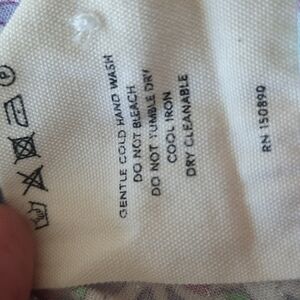 GENTLE COLD HAND WASH
DO NOT BLEACH
DO NOT TUMBLE DRY
COOL IRON
DRY CLEANABLE
RN 150890
P